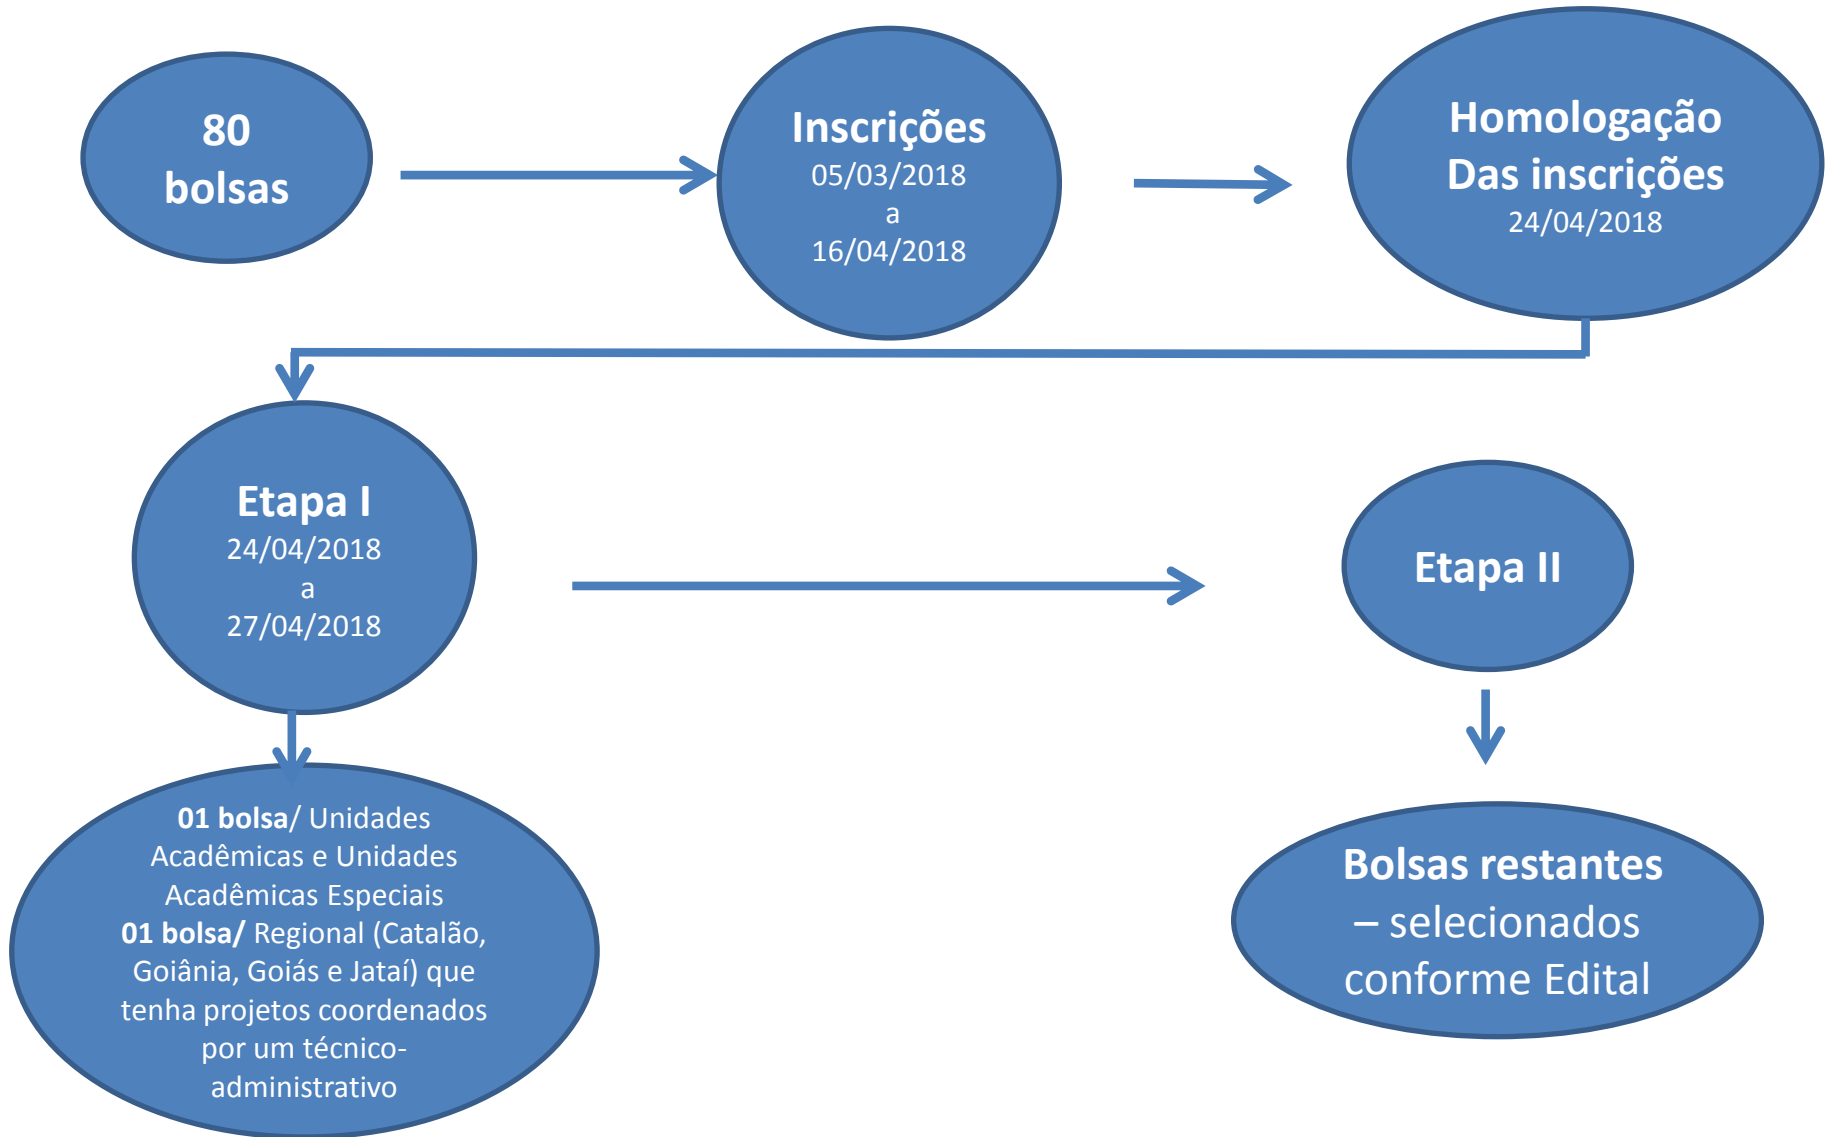 80
bolsas
Inscrições
05/03/2018
a
16/04/2018
Homologação
Das inscrições
24/04/2018
Etapa I
24/04/2018
a
27/04/2018
Etapa II
01 bolsa/ Unidades
Acadêmicas e Unidades
Acadêmicas Especiais
01 bolsa/ Regional (Catalão,
Goiânia, Goiás e Jataí) que
tenha projetos coordenados
por um técnico-
administrativo
Bolsas restantes
– selecionados
conforme Edital